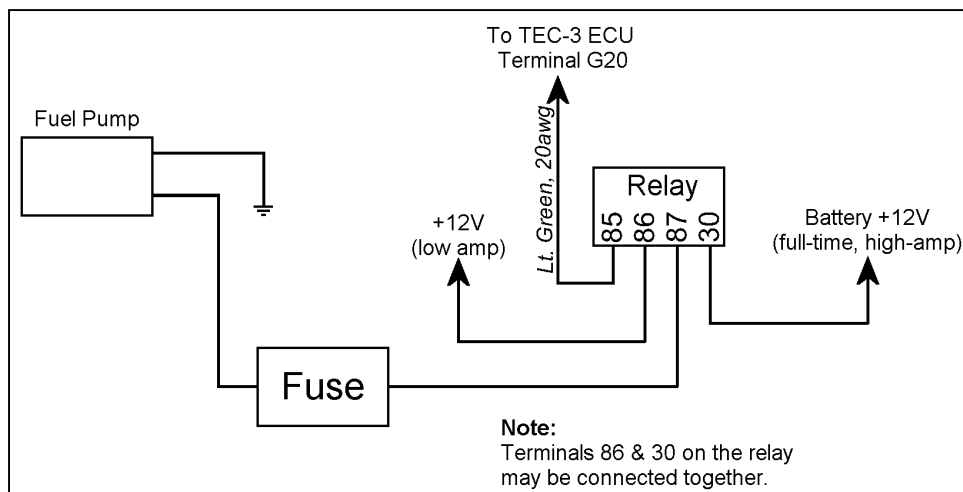 To TEC-3 ECU
Terminal G20
Fuel Pump
Lt. Green, 20awg
Relay
85 86 87 30
+12V
(low amp)
Battery +12V
(full-time, high-amp)
Fuse
Note:
Terminals 86 & 30 on the relay
may be connected together.